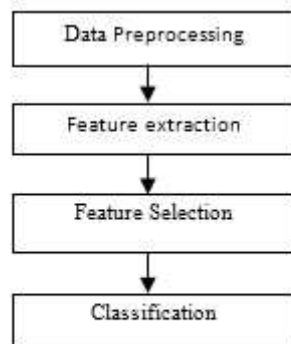 Data Preprocessing
Feature extraction
Feature Selection
Classification